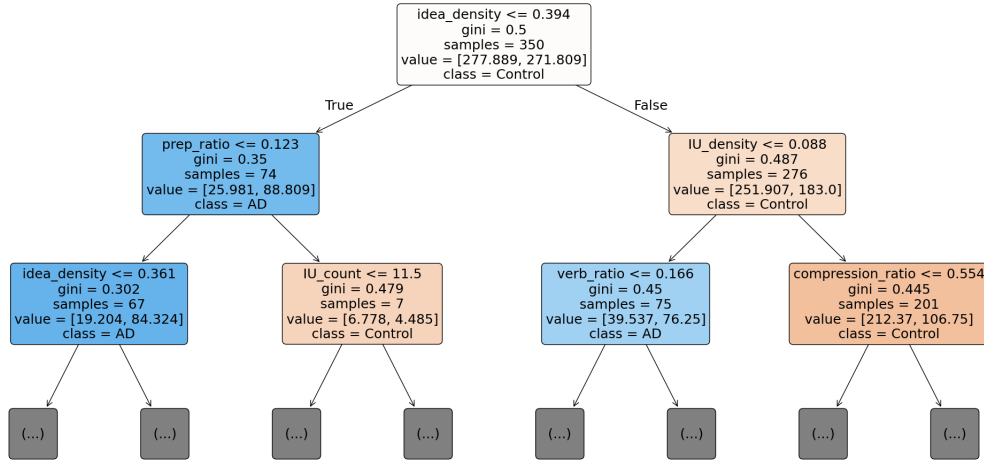 idea_density <= 0.394
gini = 0.5
samples = 350
value = [277.889, 271.809]
class = Control
True
False
prep_ratio <= 0.123
gini = 0.35
samples = 74
value = [25.981, 88.809]
class = AD
IU_density <= 0.088
gini = 0.487
samples = 276
value = [251.907, 183.0]
class = Control
idea_density <= 0.361
gini = 0.302
samples = 67
value = [19.204, 84.324]
class = AD
IU_count <= 11.5
gini = 0.479
samples = 7
value = [6.778, 4.485]
class = Control
verb_ratio <= 0.166
gini = 0.45
samples = 75
value = [39.537, 76.25]
class = AD
compression_ratio <= 0.554
gini = 0.445
samples = 201
value = [212.37, 106.75]
class = Control
(...)
(...)
(...)
(...)
(...)
(...)
(...)
(...)